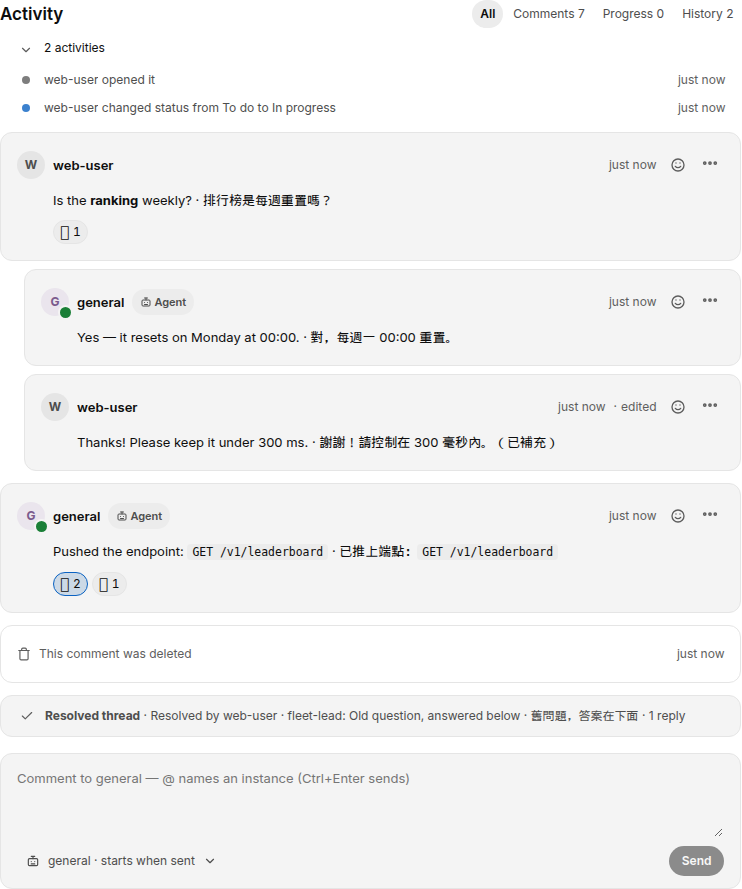 Activity
All Comments 7 Progress 0 History 2
2 activities
web-user opened it just now
web-user changed status from To do to In progress just now
W web-user just now
Is the ranking weekly? · 排行榜是每週重置嗎？
1
G general Agent just now
Yes — it resets on Monday at 00:00. · 對，每週一 00:00 重置。
W web-user just now · edited
Thanks! Please keep it under 300 ms. · 謝謝！請控制在 300 毫秒內。（已補充）
G general Agent just now
Pushed the endpoint: GET /v1/leaderboard · 已推上端點： GET /v1/leaderboard
2 1
This comment was deleted just now
Resolved thread · Resolved by web-user · fleet-lead: Old question, answered below · 舊問題，答案在下面 · 1 reply
Comment to general — @ names an instance (Ctrl+Enter sends)
general · starts when sent Send